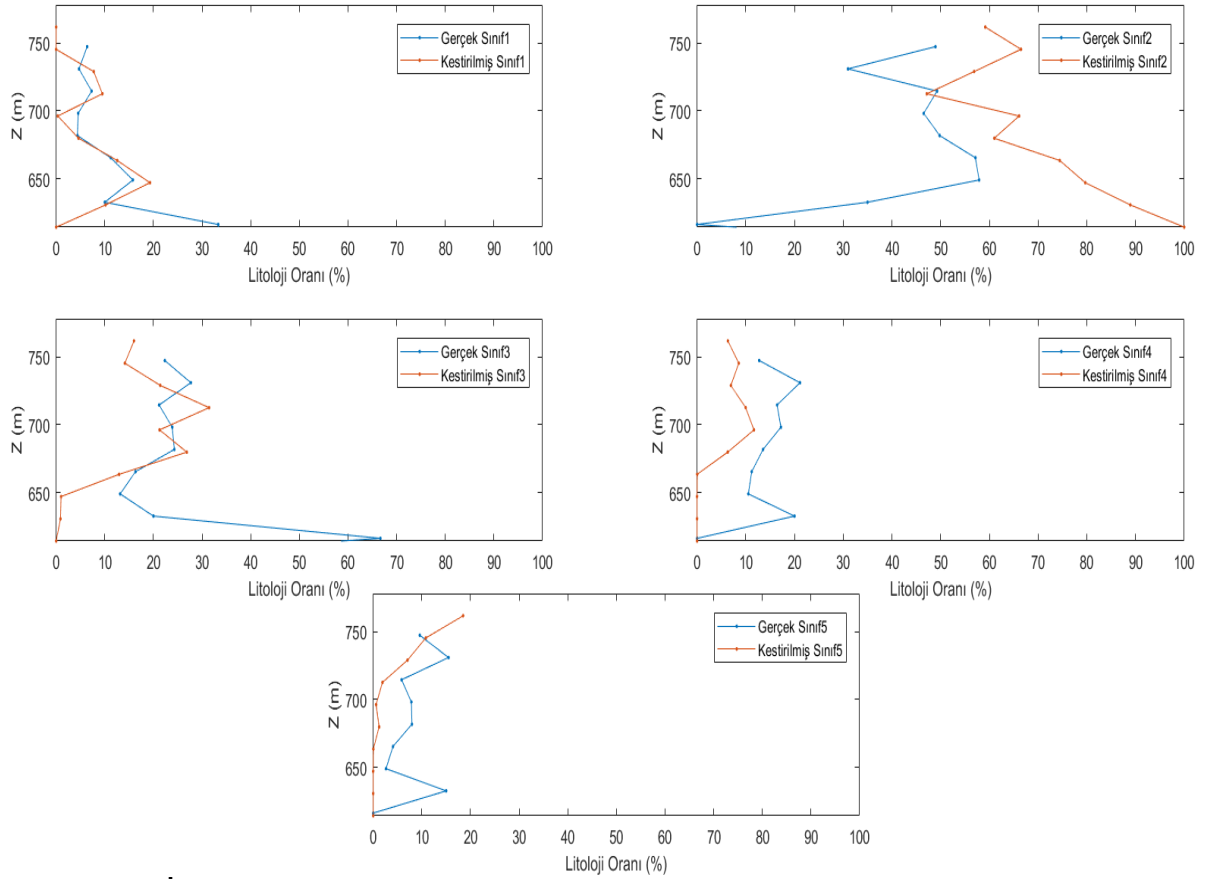 Gerçek Sınıf1
Kestirilmiş Sınıf1
750
700
650
Z (m)
0 10 20 30 40 50 60 70 80 90 100
Litoloji Oranı (%)
Gerçek Sınıf2
Kestirilmiş Sınıf2
750
700
650
Z (m)
0 10 20 30 40 50 60 70 80 90 100
Litoloji Oranı (%)
Gerçek Sınıf3
Kestirilmiş Sınıf3
750
700
650
Z (m)
0 10 20 30 40 50 60 70 80 90 100
Litoloji Oranı (%)
Gerçek Sınıf4
Kestirilmiş Sınıf4
750
700
650
Z (m)
0 10 20 30 40 50 60 70 80 90 100
Litoloji Oranı (%)
Gerçek Sınıf5
Kestirilmiş Sınıf5
750
700
650
Z (m)
0 10 20 30 40 50 60 70 80 90 100
Litoloji Oranı (%)